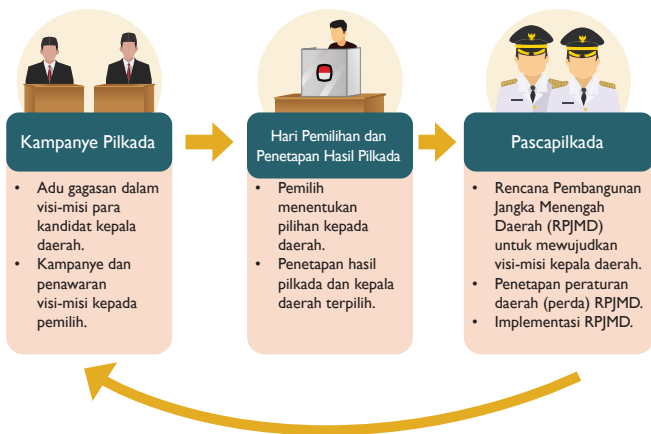 Kampanye Pilkada
• Adu gagasan dalam
visi-misi para
kandidat kepala
daerah.
• Kampanye dan
penawaran
visi-misi kepada
pemilih.
Hari Pemilihan dan
Penetapan Hasil Pilkada
• Pemilih
menentukan
pilihan kepada
daerah.
• Penetapan hasil
pilkada dan kepala
daerah terpilih.
Pascapilkada
• Rencana Pembangunan
Jangka Menengah
Daerah (RPJMD)
untuk mewujudkan
visi-misi kepala daerah.
• Penetapan peraturan
daerah (perda) RPJMD.
• Implementasi RPJMD.